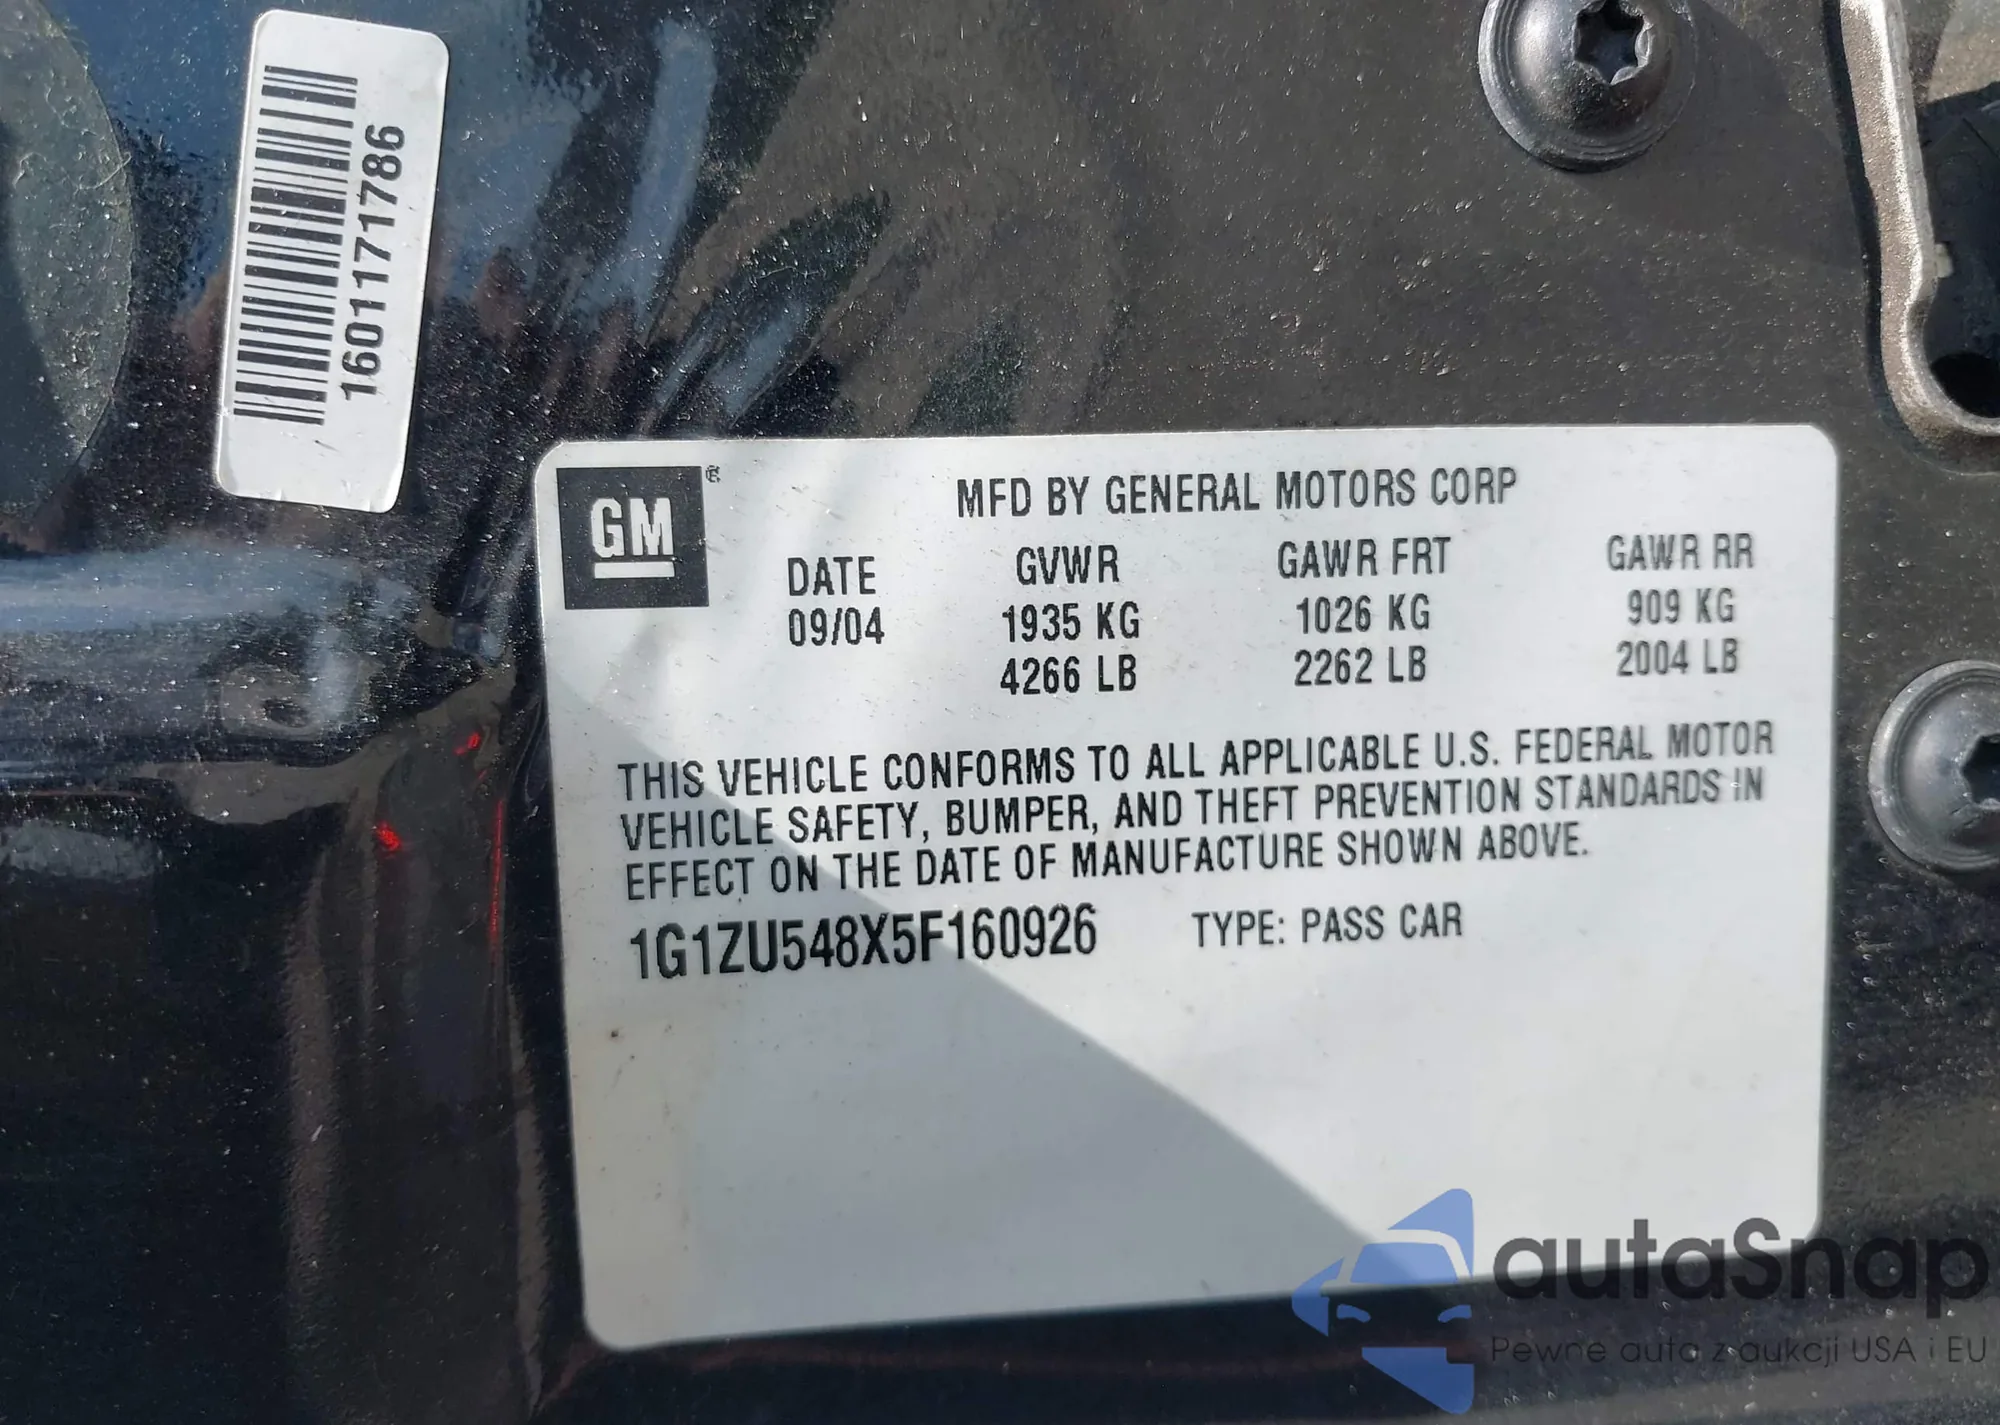 160117171786
GM
MFD BY GENERAL MOTORS CORP
DATE GVWR GAWR FRT GAWR RR
09/04 1935 KG 1026 KG 909 KG
4266 LB 2262 LB 2004 LB
THIS VEHICLE CONFORMS TO ALL APPLICABLE U.S. FEDERAL MOTOR
VEHICLE SAFETY, BUMPER, AND THEFT PREVENTION STANDARDS IN
EFFECT ON THE DATE OF MANUFACTURE SHOWN ABOVE.
1G1ZU548X5F160926 TYPE: PASS CAR
autaSnap
Pewne auta z aukcji USA i EU